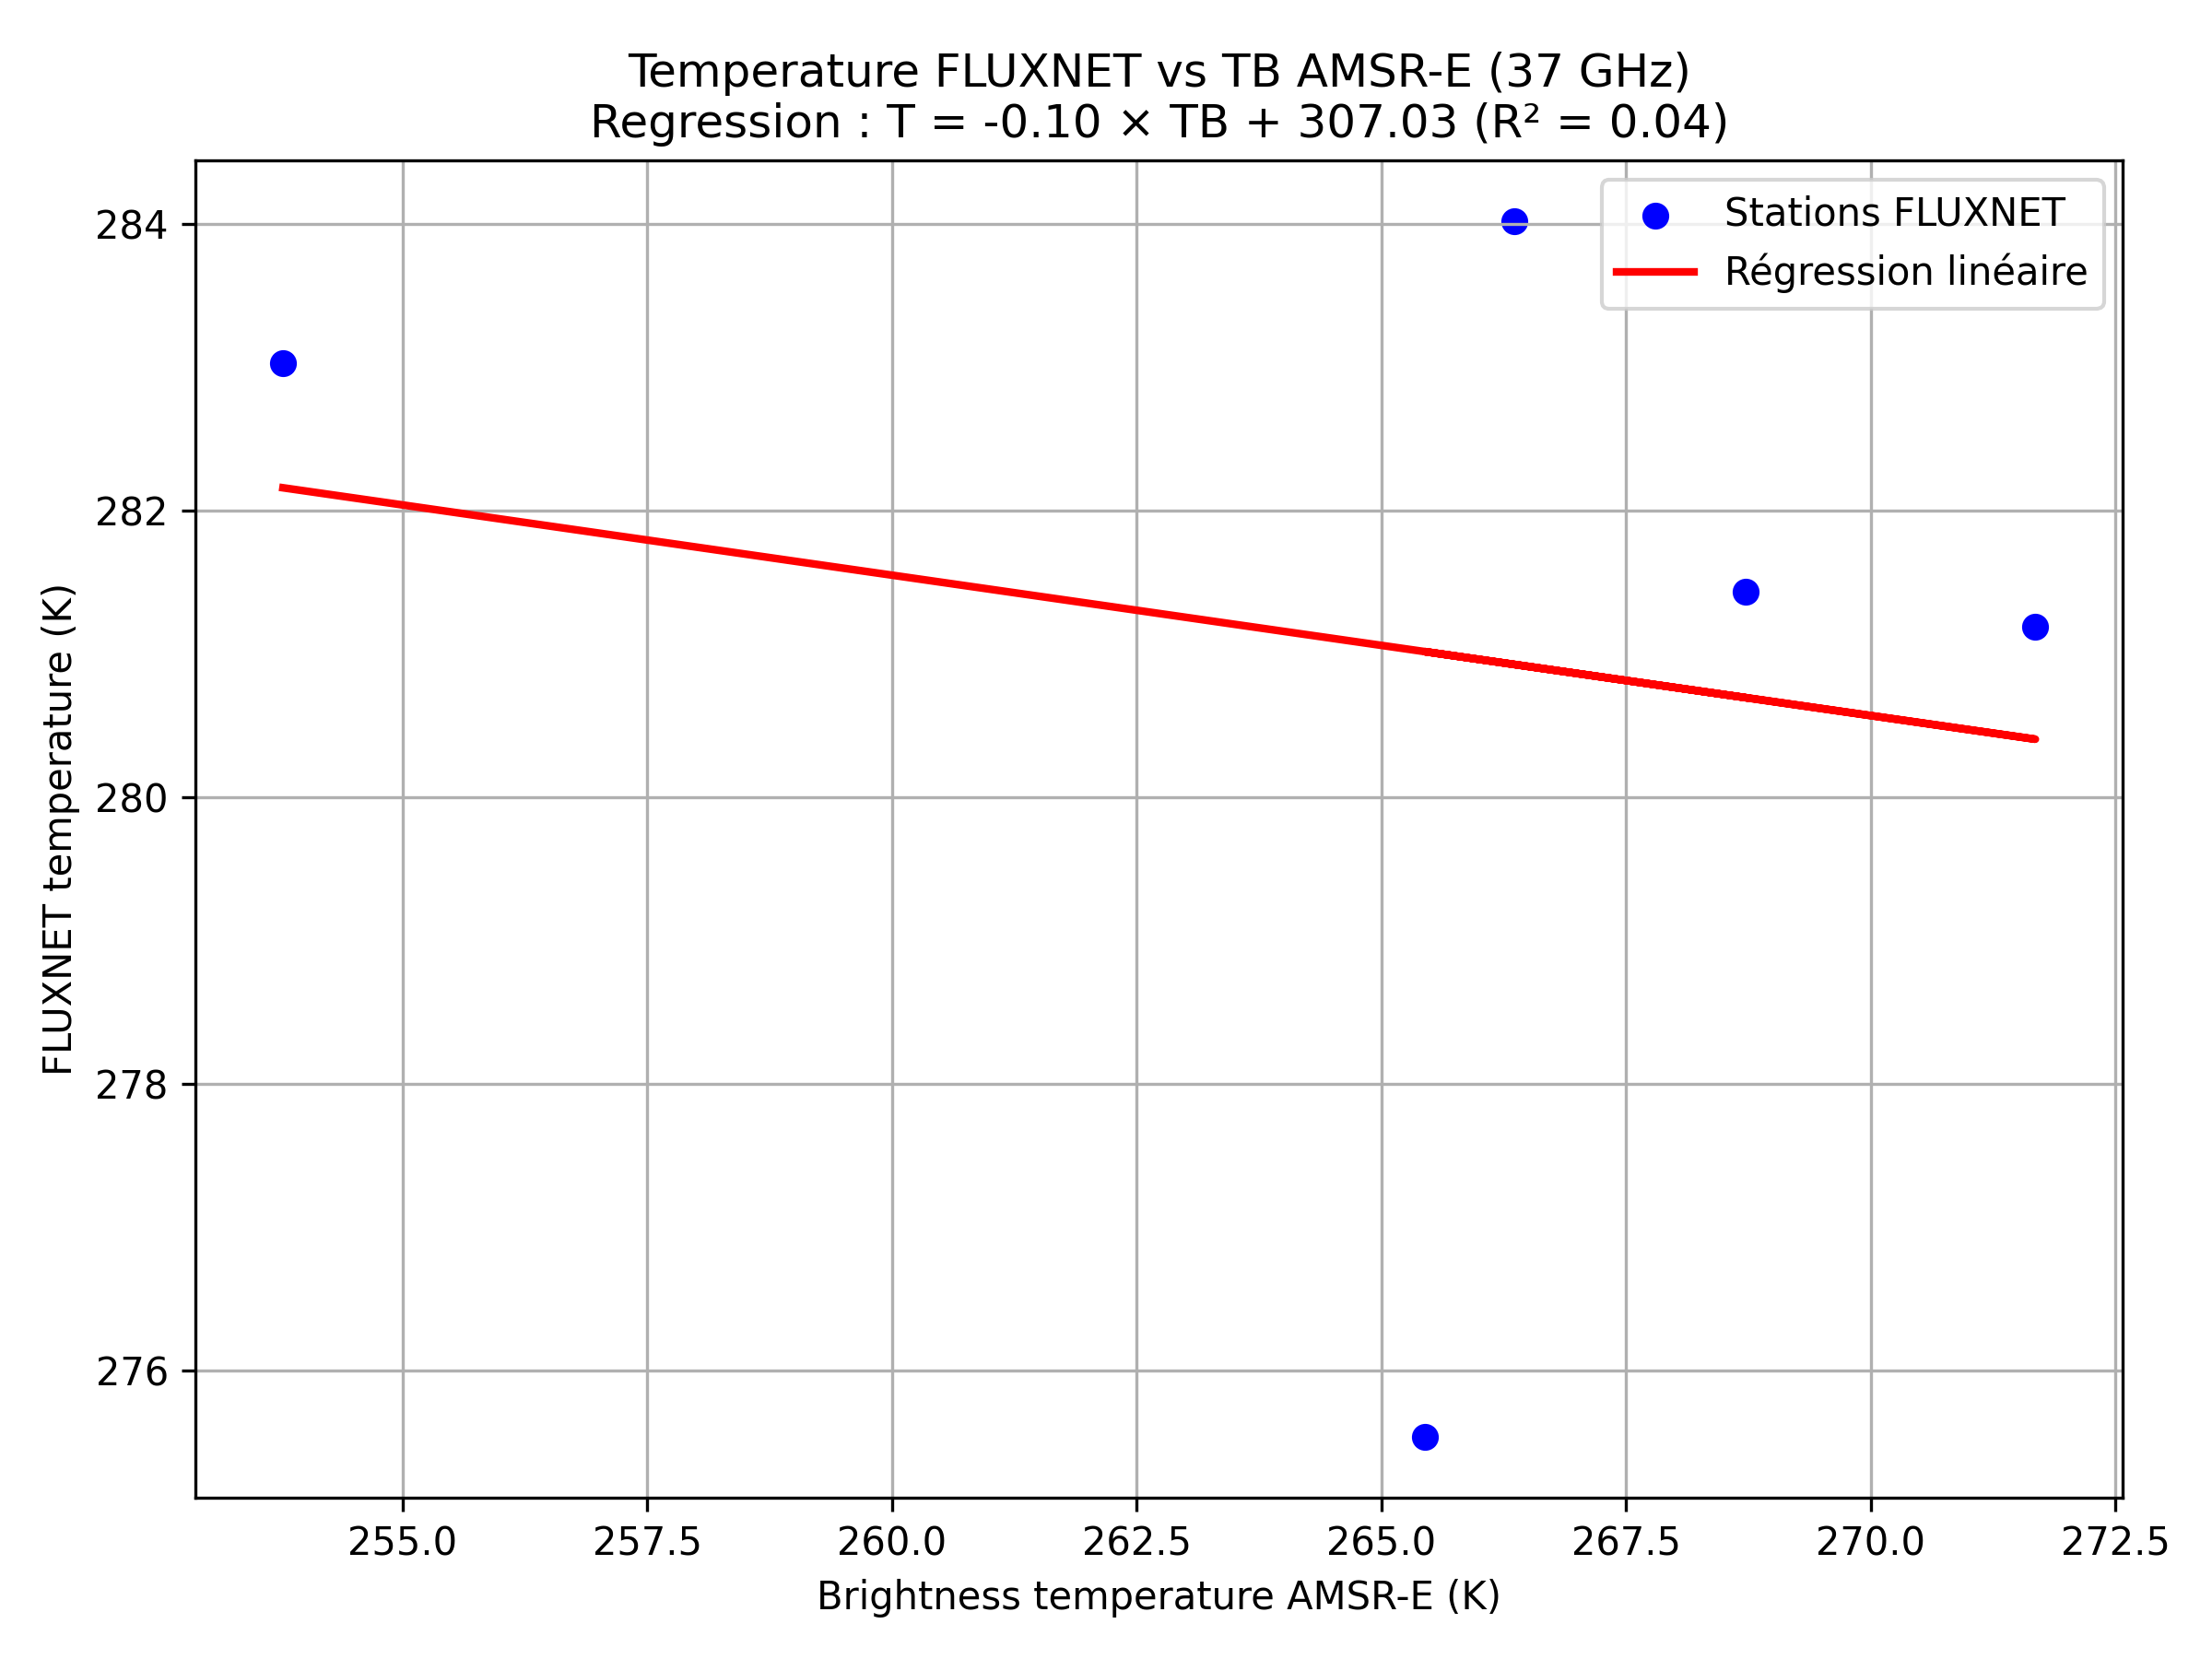 Temperature FLUXNET vs TB AMSR-E (37 GHz)
Regression : T = -0.10 × TB + 307.03 (R² = 0.04)
Stations FLUXNET
Régression linéaire
FLUXNET temperature (K)
284
282
280
278
276
255.0 257.5 260.0 262.5 265.0 267.5 270.0 272.5
Brightness temperature AMSR-E (K)